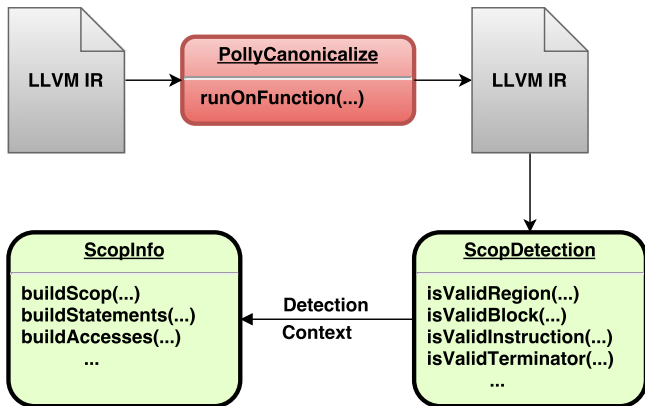 LLVM IR
PollyCanonicalize
runOnFunction(...)
LLVM IR
ScopInfo
buildScop(...)
buildStatements(...)
buildAccesses(...)
...
Detection
Context
ScopDetection
isValidRegion(...)
isValidBlock(...)
isValidInstruction(...)
isValidTerminator(...)
...